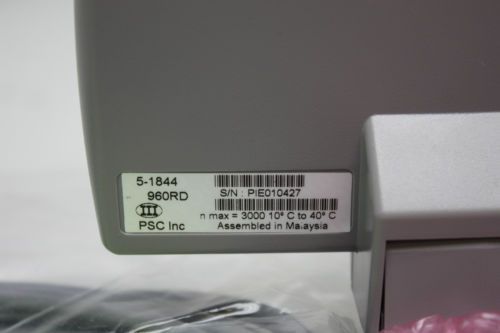 5-1844
960RD
S/N : PIE010427
n max = 3000 10° C to 40° C
PSC Inc
Assembled in Malaysia